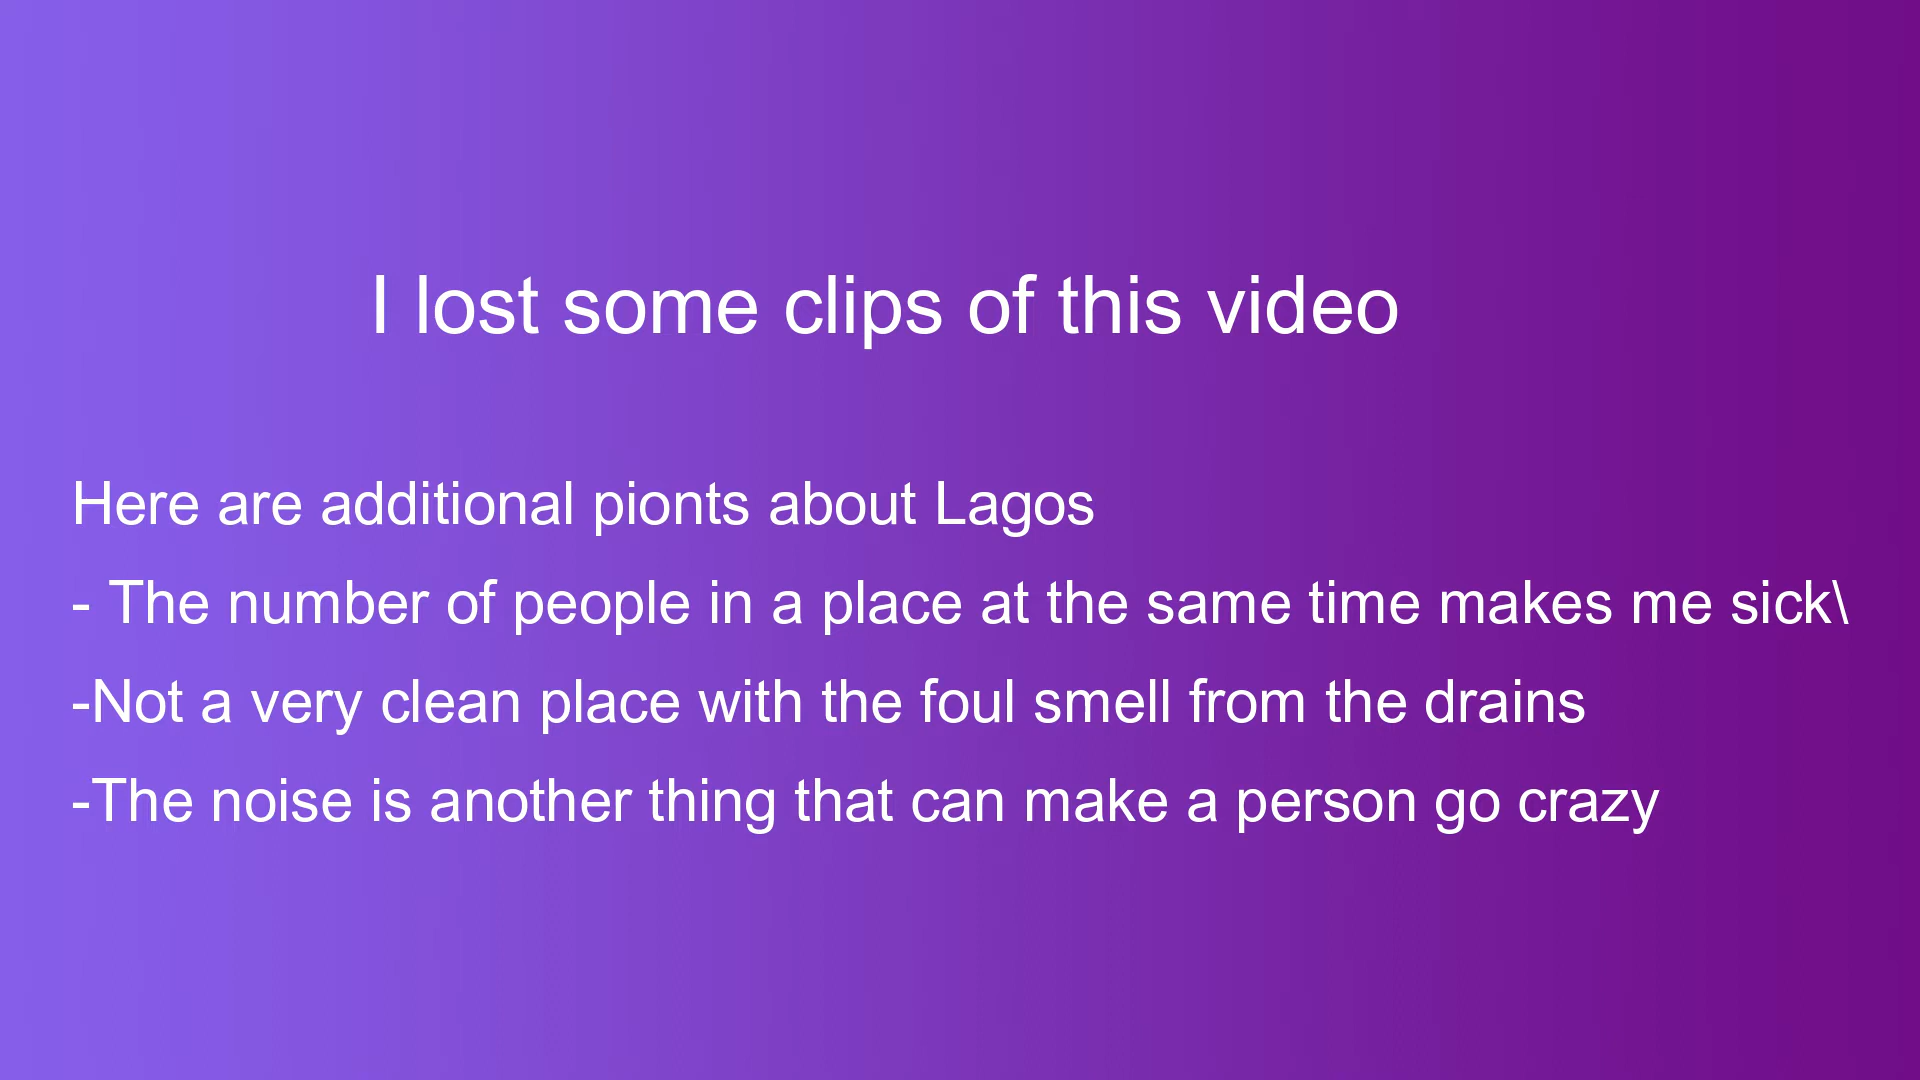 I lost some clips of this video
Here are additional pionts about Lagos
- The number of people in a place at the same time makes me sick\
-Not a very clean place with the foul smell from the drains
-The noise is another thing that can make a person go crazy